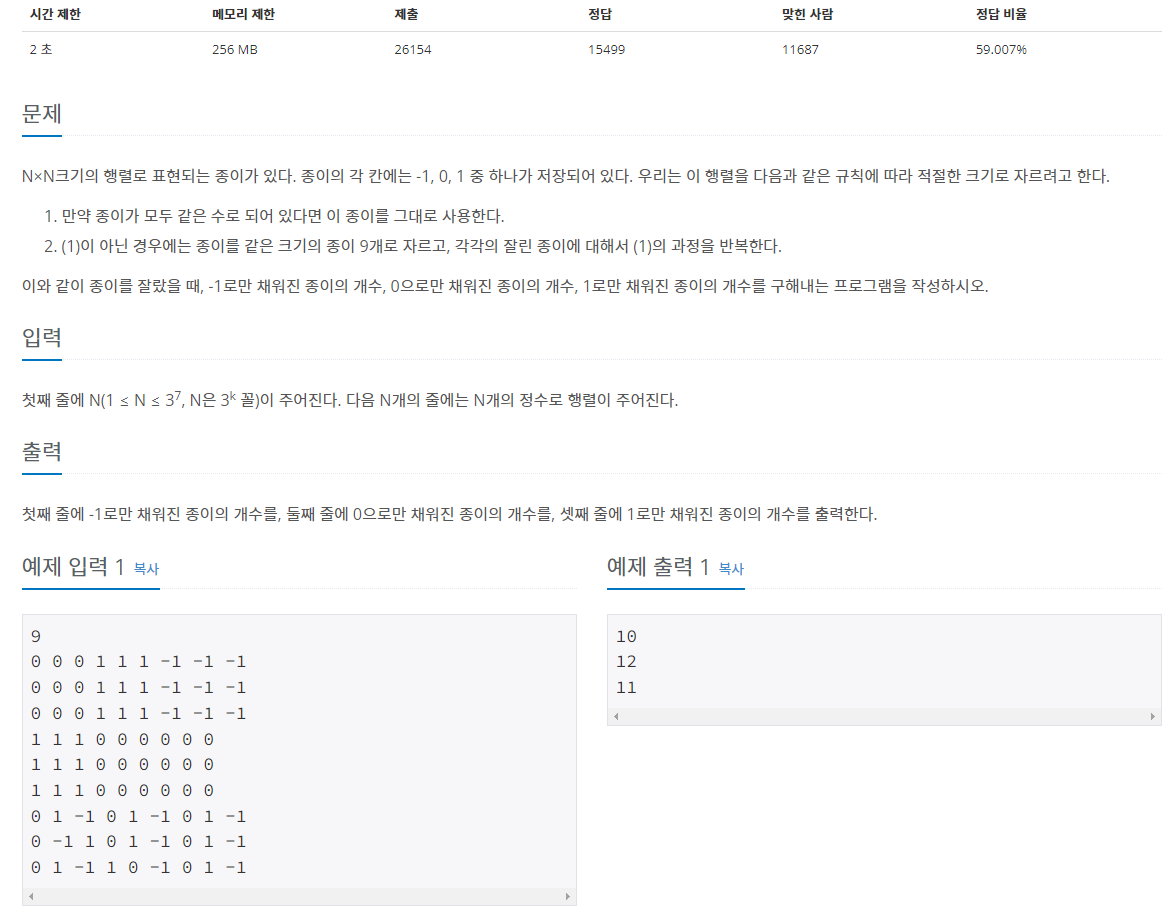 시간 제한 메모리 제한 제출 정답 맞힌 사람 정답 비율
2 초 256 MB 26154 15499 11687 59.007%
문제
N×N크기의 행렬로 표현되는 종이가 있다. 종이의 각 칸에는 -1, 0, 1 중 하나가 저장되어 있다. 우리는 이 행렬을 다음과 같은 규칙에 따라 적절한 크기로 자르려고 한다.
1. 만약 종이가 모두 같은 수로 되어 있다면 이 종이를 그대로 사용한다.
2. (1)이 아닌 경우에는 종이를 같은 크기의 종이 9개로 자르고, 각각의 잘린 종이에 대해서 (1)의 과정을 반복한다.
이와 같이 종이를 잘랐을 때, -1로만 채워진 종이의 개수, 0으로만 채워진 종이의 개수, 1로만 채워진 종이의 개수를 구해내는 프로그램을 작성하시오.
입력
첫째 줄에 N(1 ≤ N ≤ 3⁷, N은 3ᵏ 꼴)이 주어진다. 다음 N개의 줄에는 N개의 정수로 행렬이 주어진다.
출력
첫째 줄에 -1로만 채워진 종이의 개수를, 둘째 줄에 0으로만 채워진 종이의 개수를, 셋째 줄에 1로만 채워진 종이의 개수를 출력한다.
예제 입력 1 복사
9
0 0 0 1 1 1 -1 -1 -1
0 0 0 1 1 1 -1 -1 -1
0 0 0 1 1 1 -1 -1 -1
1 1 1 0 0 0 0 0 0
1 1 1 0 0 0 0 0 0
1 1 1 0 0 0 0 0 0
0 1 -1 0 1 -1 0 1 -1
0 -1 1 0 1 -1 0 1 -1
0 1 -1 1 0 -1 0 1 -1
예제 출력 1 복사
10
12
11